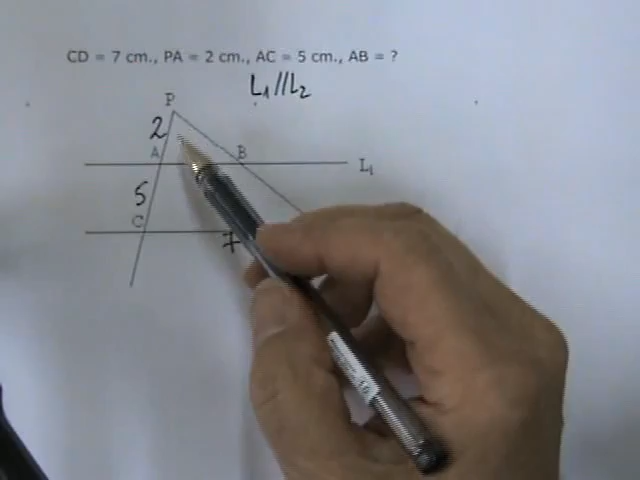 CD = 7 cm., PA = 2 cm., AC = 5 cm., AB = ?
L₁//L₂
P
2
A
B
L₁
5
C
7